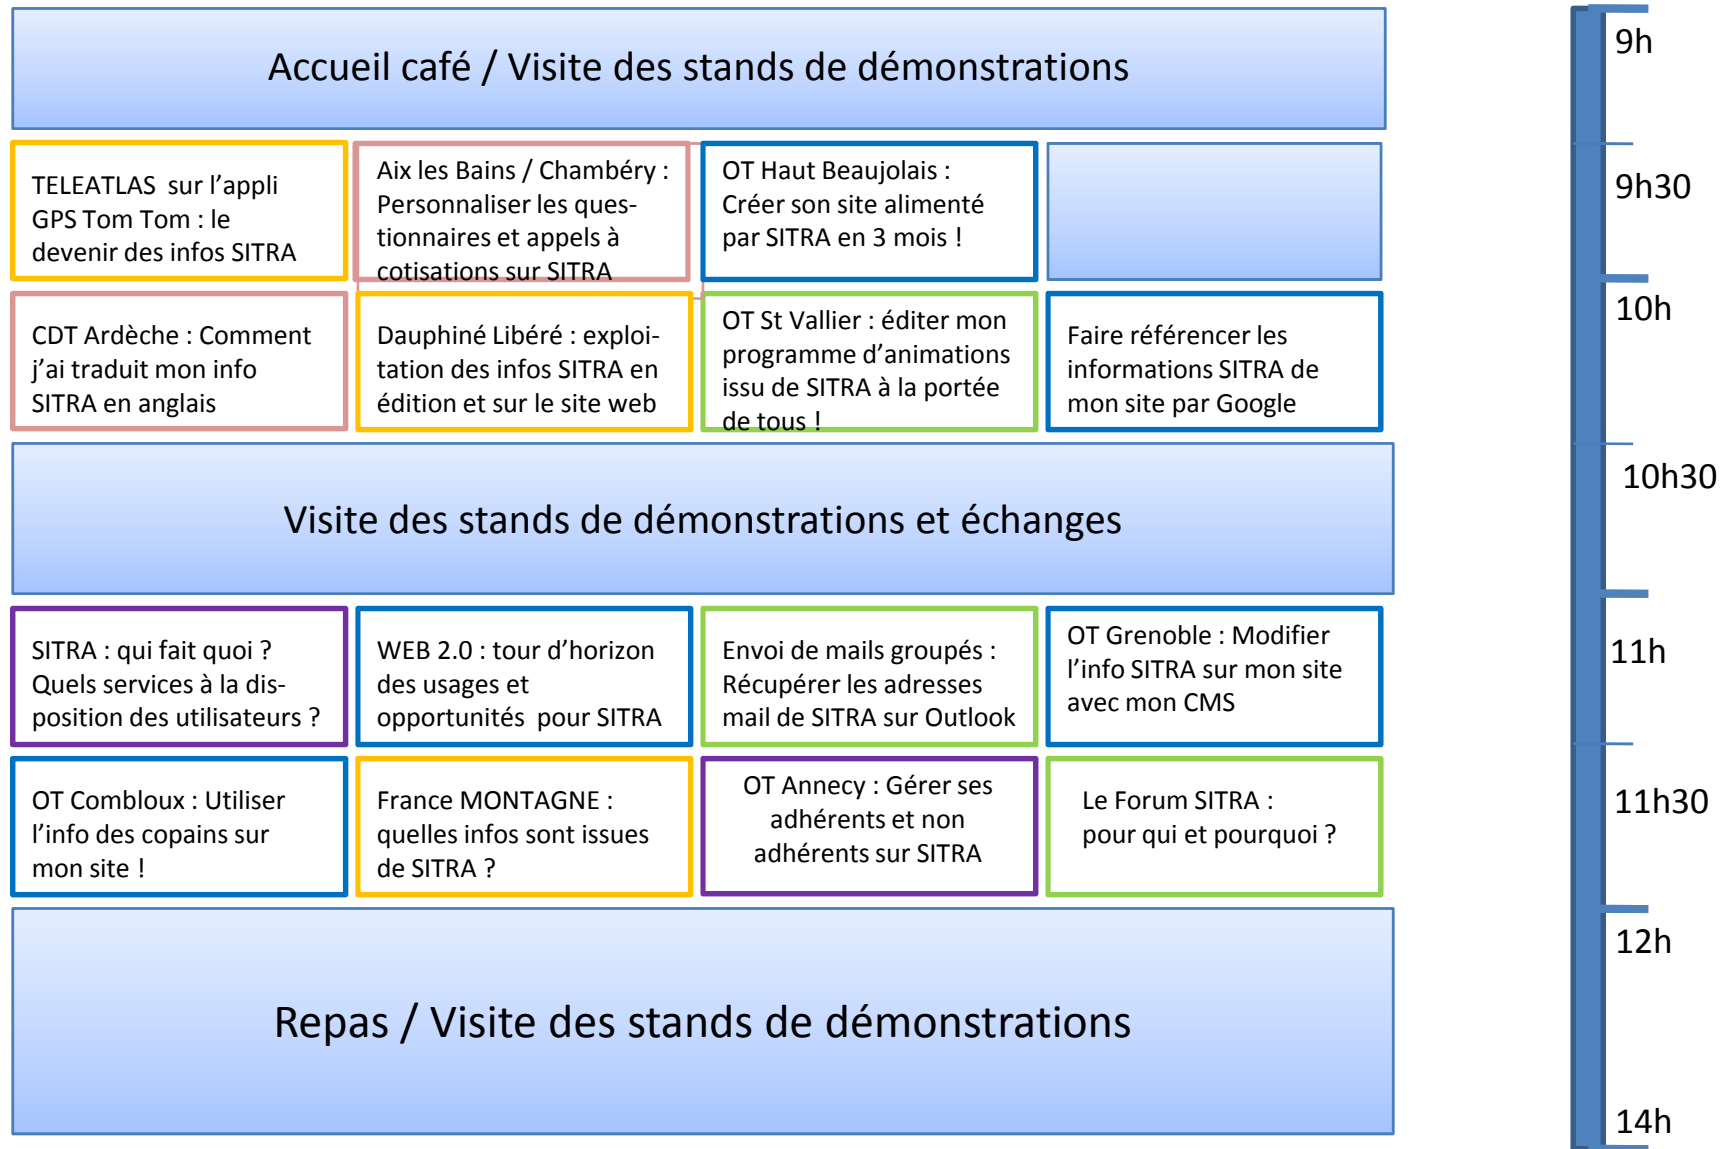 Accueil café / Visite des stands de démonstrations
9h
TELEATLAS  sur l’appli
GPS Tom Tom : le
devenir des infos SITRA
Aix les Bains / Chambéry :
Personnaliser les ques-
tionnaires et appels à
cotisations sur SITRA
OT Haut Beaujolais :
Créer son site alimenté
par SITRA en 3 mois !
9h30
CDT Ardèche : Comment
j’ai traduit mon info
SITRA en anglais
Dauphiné Libéré : exploi-
tation des infos SITRA en
édition et sur le site web
OT St Vallier : éditer mon
programme d’animations
issu de SITRA à la portée
de tous !
Faire référencer les
informations SITRA de
mon site par Google
10h
Visite des stands de démonstrations et échanges
10h30
SITRA : qui fait quoi ?
Quels services à la dis-
position des utilisateurs ?
WEB 2.0 : tour d’horizon
des usages et
opportunités  pour SITRA
Envoi de mails groupés :
Récupérer les adresses
mail de SITRA sur Outlook
OT Grenoble : Modifier
l’info SITRA sur mon site
avec mon CMS
11h
OT Combloux : Utiliser
l’info des copains sur
mon site !
France MONTAGNE :
quelles infos sont issues
de SITRA ?
OT Annecy : Gérer ses
adhérents et non
adhérents sur SITRA
Le Forum SITRA :
pour qui et pourquoi ?
11h30
Repas / Visite des stands de démonstrations
12h
14h